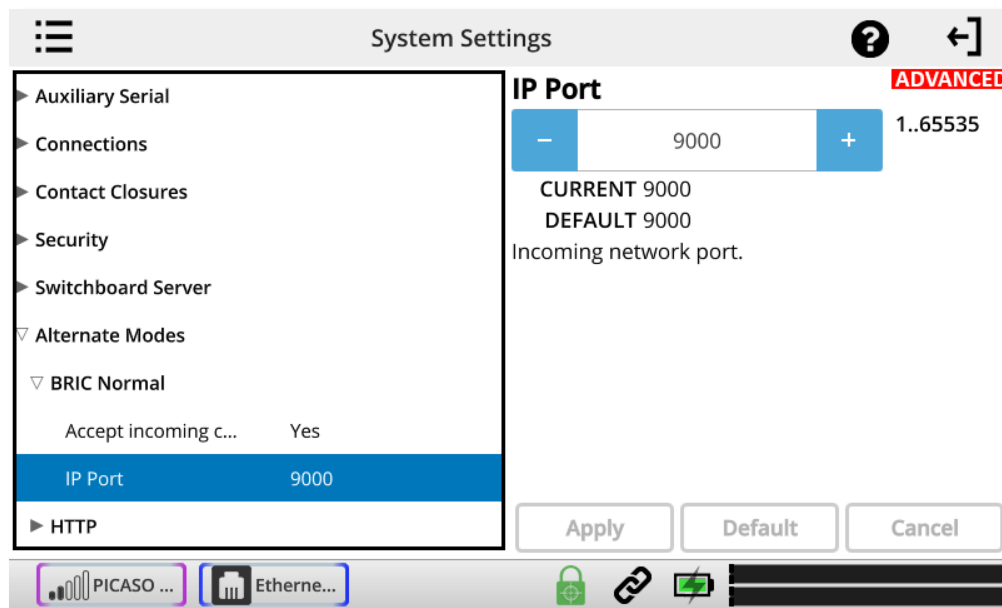 System Settings
?
Auxiliary Serial
Connections
Contact Closures
Security
Switchboard Server
Alternate Modes
BRIC Normal
Accept incoming c... Yes
IP Port 9000
HTTP
IP Port
ADVANCED
− 9000 +
1..65535
CURRENT 9000
DEFAULT 9000
Incoming network port.
Apply Default Cancel
PICASO ... Etherne...